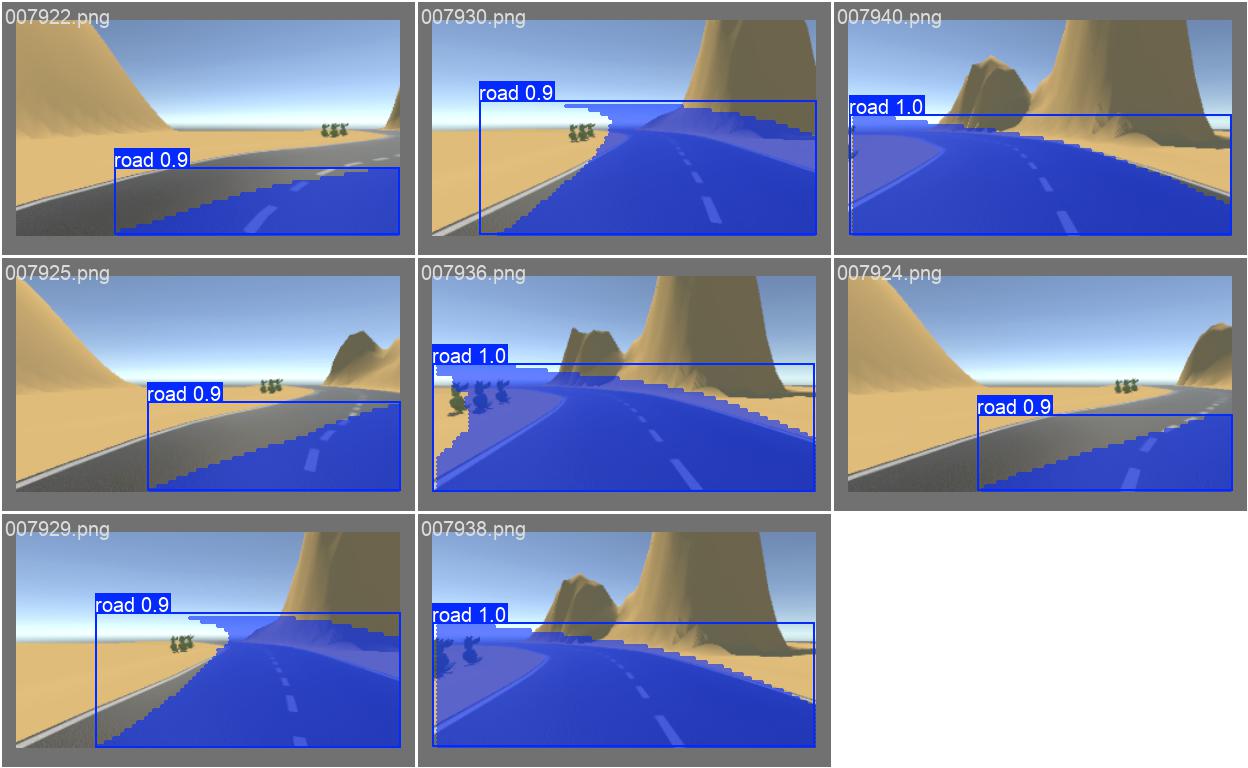 007922.png
road 0.9
007930.png
road 0.9
007940.png
road 1.0
007925.png
road 0.9
007936.png
road 1.0
007924.png
road 0.9
007929.png
road 0.9
007938.png
road 1.0